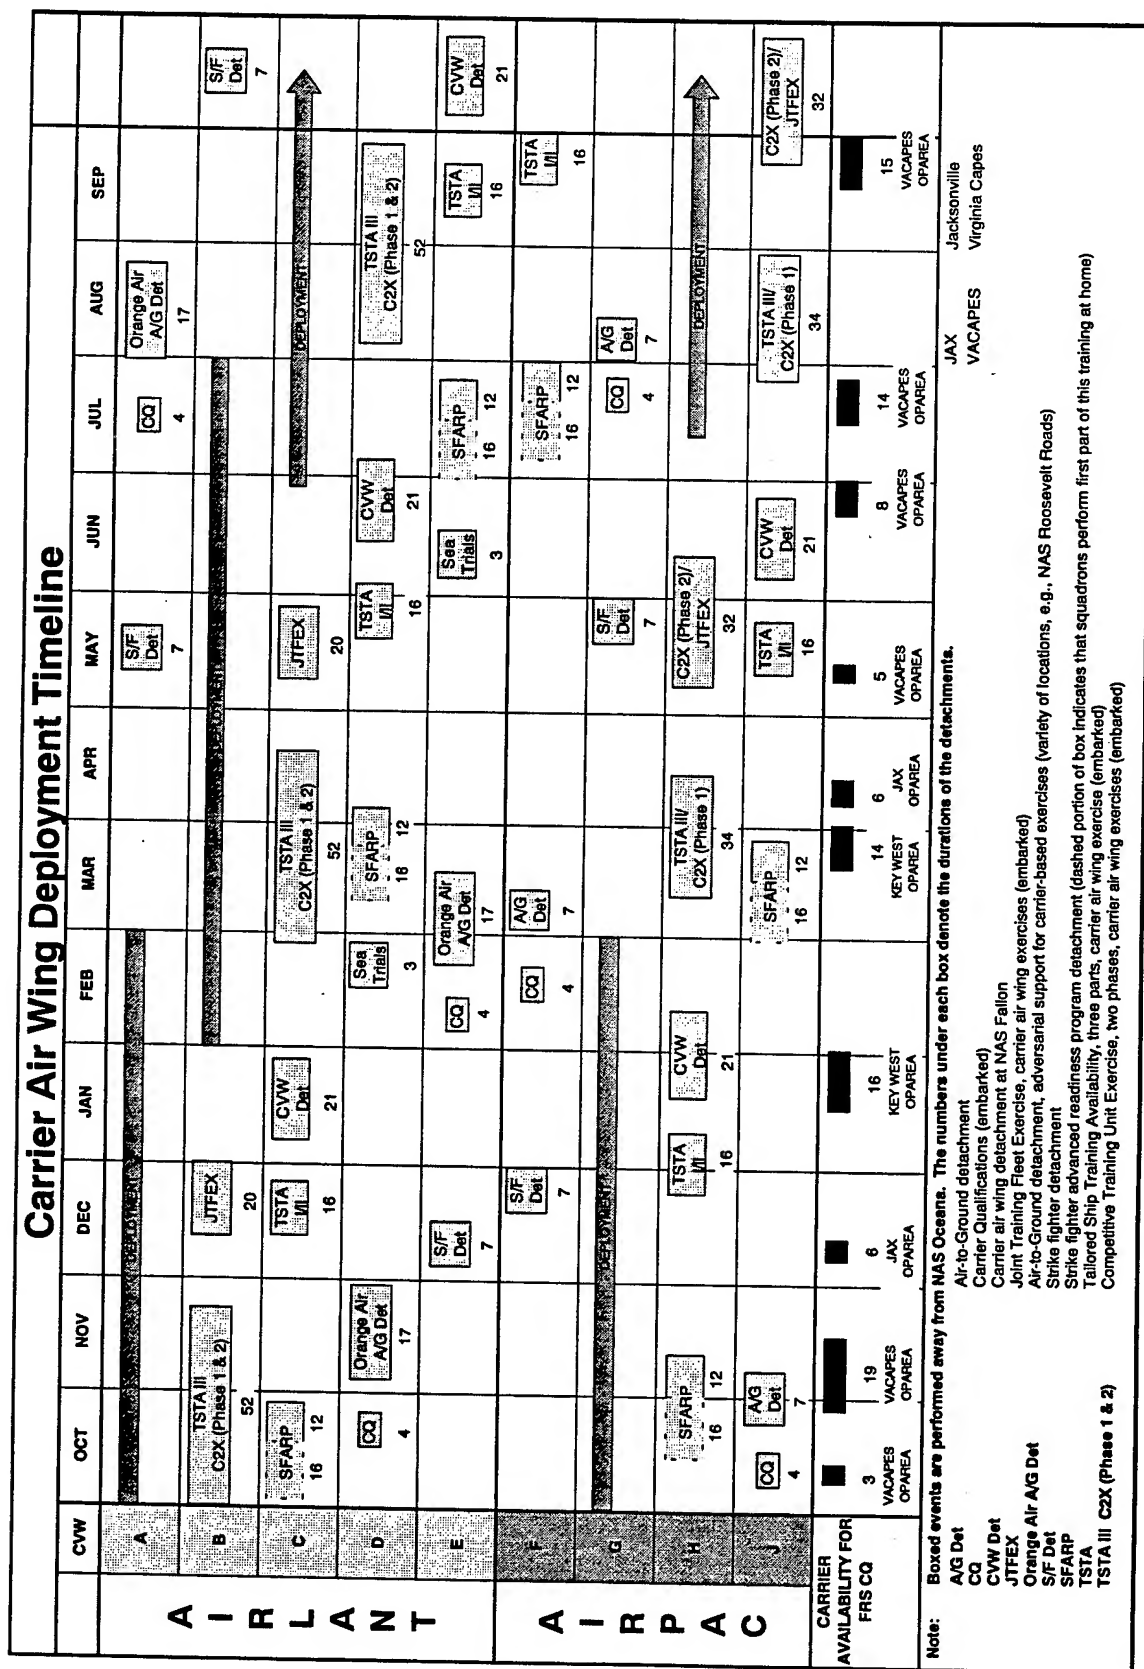 Carrier Air Wing Deployment Timeline
CVW
OCT
NOV
DEC
JAN
FEB
MAR
APR
MAY
JUN
JUL
AUG
SEP
AIRLANT
A
DEPLOYMENT
S/F
Det
7
CQ
4
Orange Air
A/G Det
17
B
TSTA III
C2X (Phase 1 & 2)
52
JTFEX
20
DEPLOYMENT
S/F
Det
7
C
SFARP
16 12
TSTA
I/II
16
CVW
Det
21
TSTA III
C2X (Phase 1 & 2)
52
JTFEX
20
DEPLOYMENT
D
CQ
4
Orange Air
A/G Det
17
Sea
Trials
3
SFARP
16 12
TSTA
I/II
16
CVW
Det
21
TSTA III
C2X (Phase 1 & 2)
52
E
S/F
Det
7
CQ
4
Orange Air
A/G Det
17
Sea
Trials
3
SFARP
16 12
TSTA
I/II
16
CVW
Det
21
AIRPAC
F
S/F
Det
7
CQ
4
A/G
Det
7
SFARP
16 12
TSTA
I/II
16
G
DEPLOYMENT
S/F
Det
7
CQ
4
A/G
Det
7
H
SFARP
16 12
TSTA
I/II
16
CVW
Det
21
TSTA III/
C2X (Phase 1)
34
C2X (Phase 2)/
JTFEX
32
DEPLOYMENT
J
CQ
4
A/G
Det
7
SFARP
16 12
TSTA
I/II
16
CVW
Det
21
TSTA III/
C2X (Phase 1)
34
C2X (Phase 2)/
JTFEX
32
CARRIER
AVAILABILITY FOR
FRS CQ
3
VACAPES
OPAREA
19
VACAPES
OPAREA
6
JAX
OPAREA
16
KEY WEST
OPAREA
14
KEY WEST
OPAREA
6
JAX
OPAREA
5
VACAPES
OPAREA
8
VACAPES
OPAREA
14
VACAPES
OPAREA
15
VACAPES
OPAREA
Note: Boxed events are performed away from NAS Oceans. The numbers under each box denote the durations of the detachments.
A/G Det Air-to-Ground detachment
CQ Carrier Qualifications (embarked)
CVW Det Carrier air wing detachment at NAS Fallon
JTFEX Joint Training Fleet Exercise, carrier air wing exercises (embarked)
Orange Air A/G Det Air-to-Ground detachment, adversarial support for carrier-based exercises (variety of locations, e.g., NAS Roosevelt Roads)
S/F Det Strike fighter detachment
SFARP Strike fighter advanced readiness program detachment (dashed portion of box indicates that squadrons perform first part of this training at home)
TSTA Tailored Ship Training Availability, three parts, carrier air wing exercise (embarked)
TSTA III C2X (Phase 1 & 2) Competitive Training Unit Exercise, two phases, carrier air wing exercises (embarked)
JAX Jacksonville
VACAPES Virginia Capes